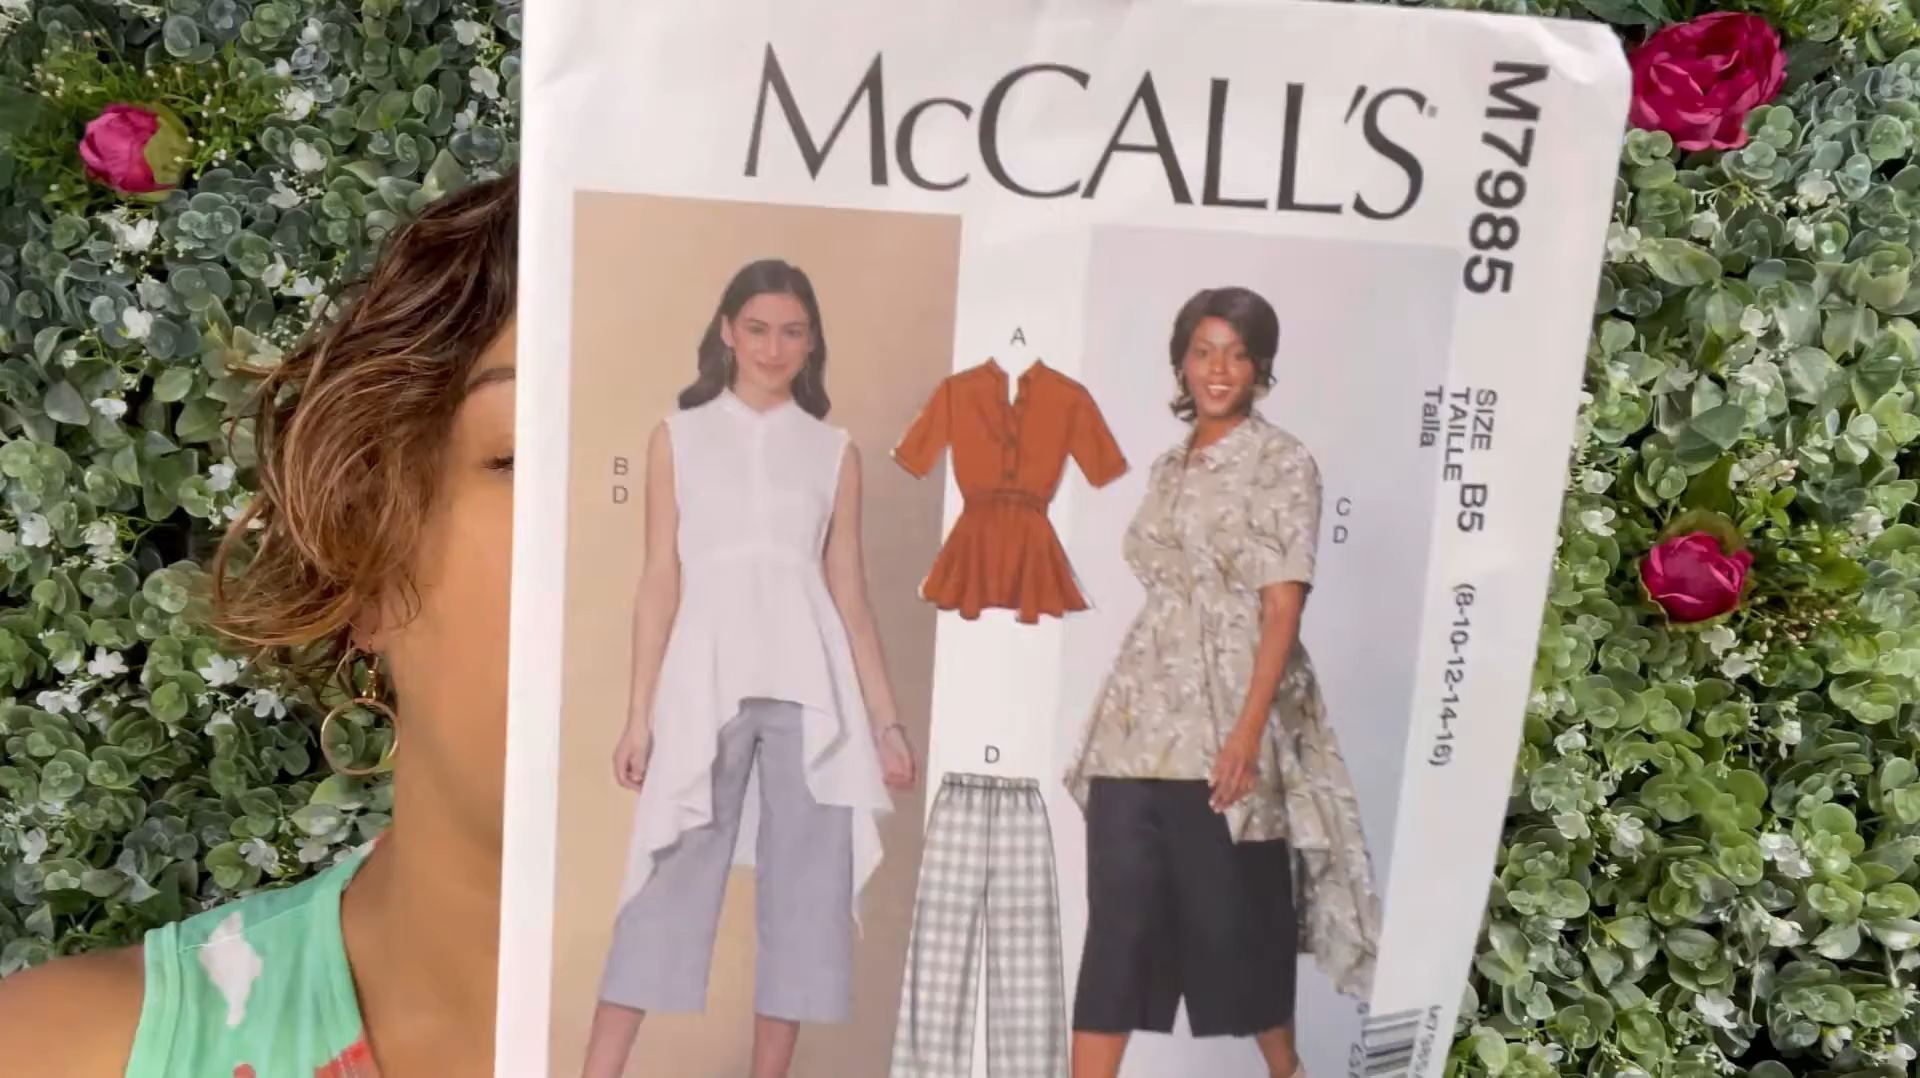 McCALL'S®
M7985
SIZE
TAILLE
Talla
B5
(8-10-12-14-16)
A
B
D
C
D
D